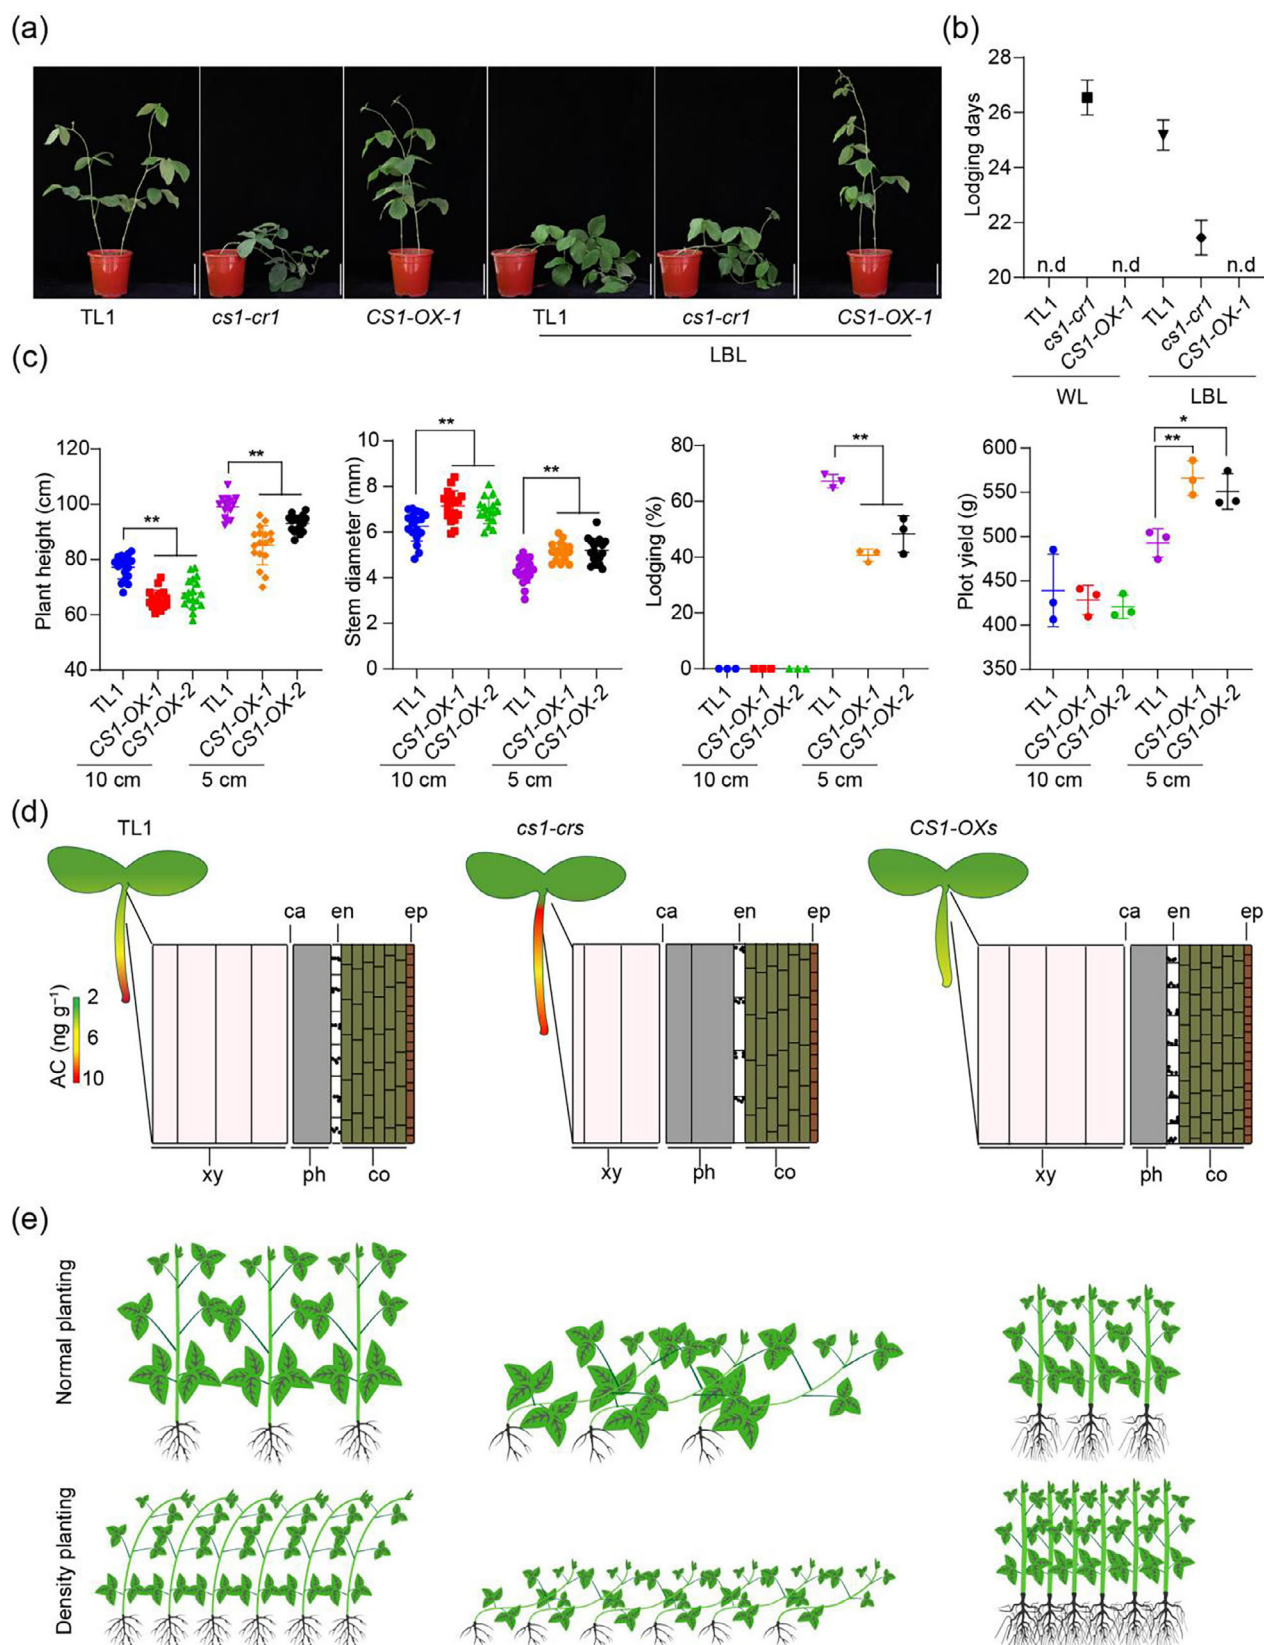 (a)
TL1
cs1-cr1
CS1-OX-1
TL1
cs1-cr1
CS1-OX-1
LBL
(b)
Lodging days
28
26
24
22
20
n.d
n.d
n.d
TL1
cs1-cr1
CS1-OX-1
TL1
cs1-cr1
CS1-OX-1
WL
LBL
(c)
Plant height (cm)
120
100
80
60
40
**
**
TL1
CS1-OX-1
CS1-OX-2
TL1
CS1-OX-1
CS1-OX-2
10 cm
5 cm
Stem diameter (mm)
10
8
6
4
2
0
**
**
TL1
CS1-OX-1
CS1-OX-2
TL1
CS1-OX-1
CS1-OX-2
10 cm
5 cm
Lodging (%)
80
60
40
20
0
**
TL1
CS1-OX-1
CS1-OX-2
TL1
CS1-OX-1
CS1-OX-2
10 cm
5 cm
Plot yield (g)
600
550
500
450
400
350
*
**
TL1
CS1-OX-1
CS1-OX-2
TL1
CS1-OX-1
CS1-OX-2
10 cm
5 cm
(d)
TL1
cs1-crs
CS1-OXs
ca en ep
ca en ep
ca en ep
AC (ng g⁻¹)
2
6
10
xy ph co
xy ph co
xy ph co
(e)
Normal planting
Density planting